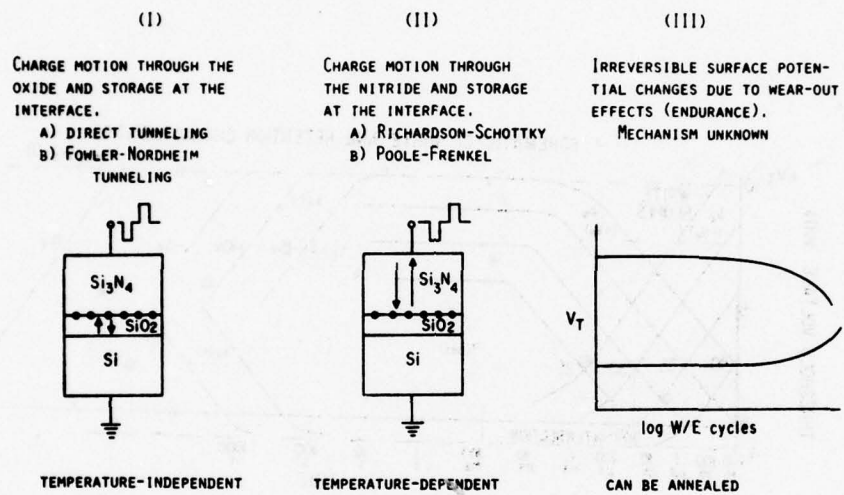 (I)
CHARGE MOTION THROUGH THE
OXIDE AND STORAGE AT THE
INTERFACE.
A) DIRECT TUNNELING
B) FOWLER-NORDHEIM
TUNNELING
Si3N4
SiO2
Si
TEMPERATURE-INDEPENDENT
(II)
CHARGE MOTION THROUGH
THE NITRIDE AND STORAGE
AT THE INTERFACE.
A) RICHARDSON-SCHOTTKY
B) POOLE-FRENKEL
Si3N4
SiO2
Si
TEMPERATURE-DEPENDENT
(III)
IRREVERSIBLE SURFACE POTEN-
TIAL CHANGES DUE TO WEAR-OUT
EFFECTS (ENDURANCE).
MECHANISM UNKNOWN
VT
log W/E cycles
CAN BE ANNEALED